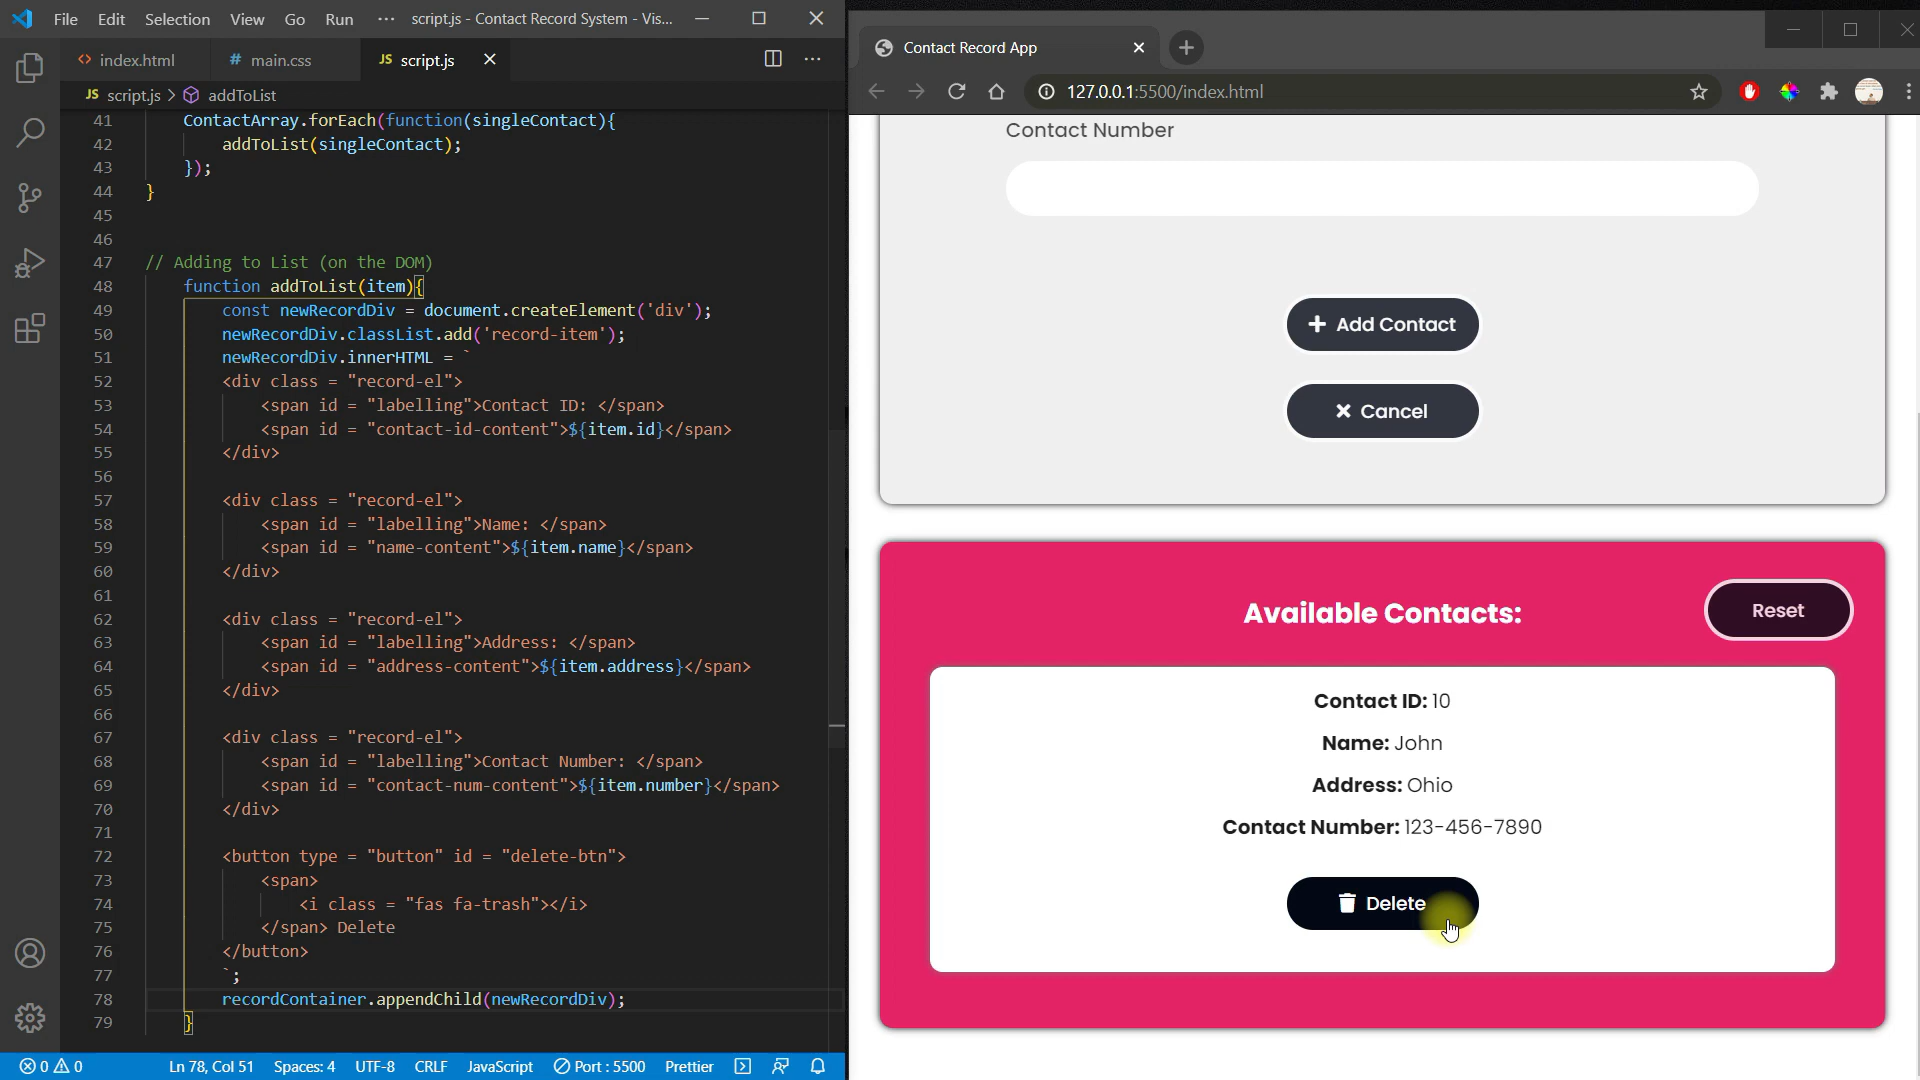 File Edit Selection View Go Run ··· script.js - Contact Record System - Vis...
index.html # main.css JS script.js
JS script.js > addToList
41 ContactArray.forEach(function(singleContact){
42 addToList(singleContact);
43 });
44 }
45
46
47 // Adding to List (on the DOM)
48 function addToList(item){
49 const newRecordDiv = document.createElement('div');
50 newRecordDiv.classList.add('record-item');
51 newRecordDiv.innerHTML = `
52 <div class = "record-el">
53 <span id = "labelling">Contact ID: </span>
54 <span id = "contact-id-content">${item.id}</span>
55 </div>
56
57 <div class = "record-el">
58 <span id = "labelling">Name: </span>
59 <span id = "name-content">${item.name}</span>
60 </div>
61
62 <div class = "record-el">
63 <span id = "labelling">Address: </span>
64 <span id = "address-content">${item.address}</span>
65 </div>
66
67 <div class = "record-el">
68 <span id = "labelling">Contact Number: </span>
69 <span id = "contact-num-content">${item.number}</span>
70 </div>
71
72 <button type = "button" id = "delete-btn">
73 <span>
74 <i class = "fas fa-trash"></i>
75 </span> Delete
76 </button>
77 `;
78 recordContainer.appendChild(newRecordDiv);
79 }
0 0 Ln 78, Col 51 Spaces: 4 UTF-8 CRLF JavaScript Port : 5500 Prettier
Contact Record App
127.0.0.1:5500/index.html
Contact Number
Add Contact
Cancel
Available Contacts:
Reset
Contact ID: 10
Name: John
Address: Ohio
Contact Number: 123-456-7890
Delete